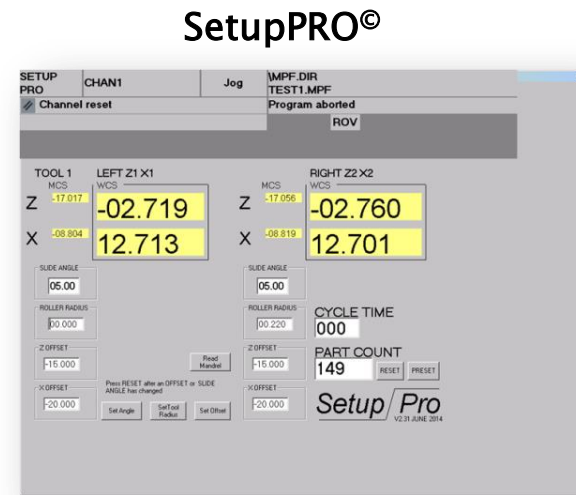 SetupPRO©
SETUP PRO CHAN1 Jog \MPF.DIR
TEST1.MPF
Channel reset Program aborted
ROV
TOOL 1 LEFT Z1 X1 RIGHT Z2 X2
MCS WCS MCS WCS
Z -17.017 -02.719 Z -17.056 -02.760
X -08.804 12.713 X -08.819 12.701
SLIDE ANGLE SLIDE ANGLE
05.00 05.00
ROLLER RADIUS ROLLER RADIUS CYCLE TIME
00.000 00.220 000
Z OFFSET Z OFFSET PART COUNT
-15.000 Read Mandrel -15.000 149 RESET PRESET
X OFFSET Press RESET after an OFFSET or SLIDE ANGLE has changed X OFFSET
-20.000 Set Angle SetTool Radius Set Offset -20.000 Setup/Pro
V2.31 JUNE 2014